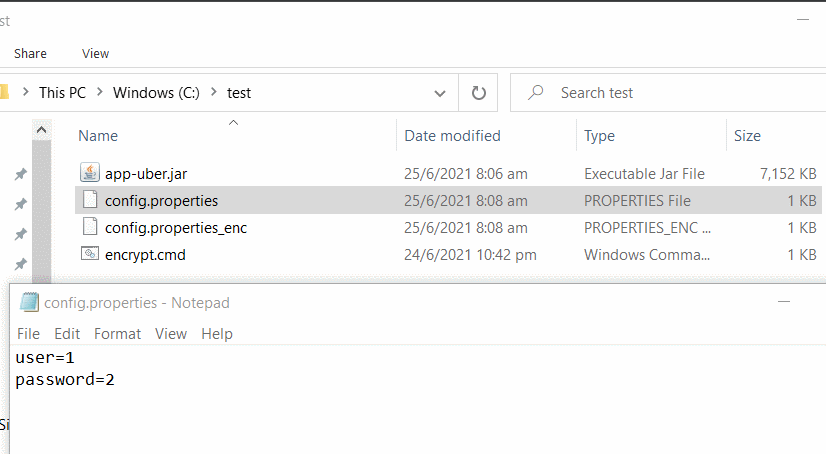 st
Share View
This PC Windows (C:) test Search test
Name Date modified Type Size
app-uber.jar 25/6/2021 8:06 am Executable Jar File 7,152 KB
config.properties 25/6/2021 8:08 am PROPERTIES File 1 KB
config.properties_enc 25/6/2021 8:08 am PROPERTIES_ENC ... 1 KB
encrypt.cmd 24/6/2021 10:42 pm Windows Comma... 1 KB
config.properties - Notepad
File Edit Format View Help
user=1
password=2
Si